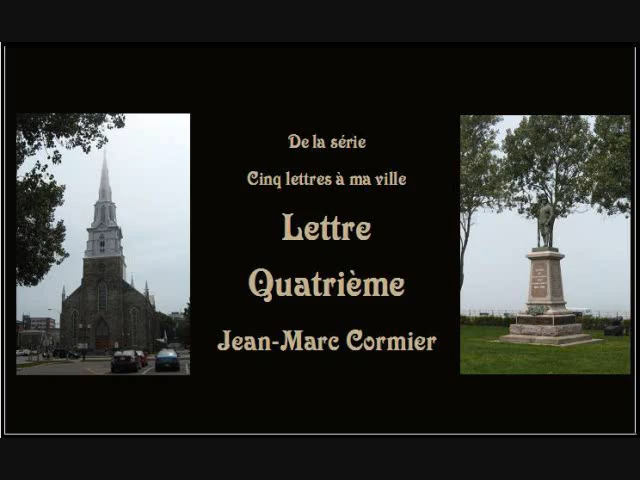 De la série
Cinq lettres à ma ville
Lettre
Quatrième
Jean-Marc Cormier